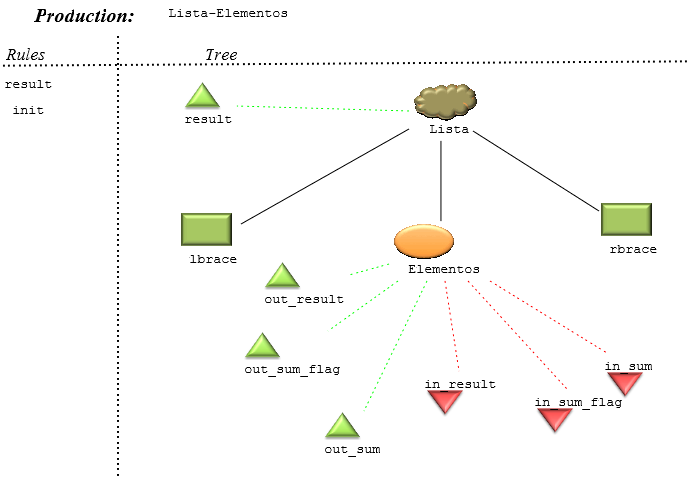 Production: Lista-Elementos
Rules Tree
result
init
result
Lista
lbrace
rbrace
Elementos
out_result
out_sum_flag
out_sum
in_result
in_sum_flag
in_sum